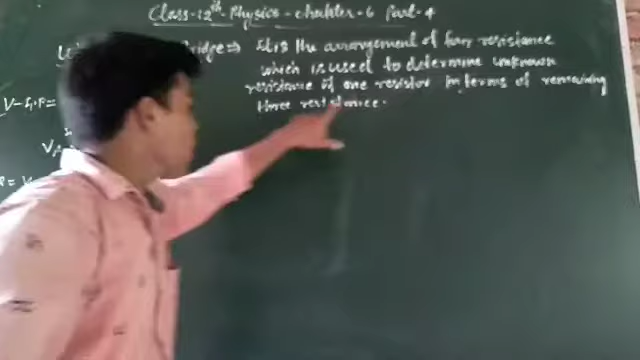 Class-12th-Physics-chapter-6 Part-4
Bridge⇒ It is the arrangement of four resistance
which is used to determine unknown
resistance of one resistor in terms of remaining
three resistance.